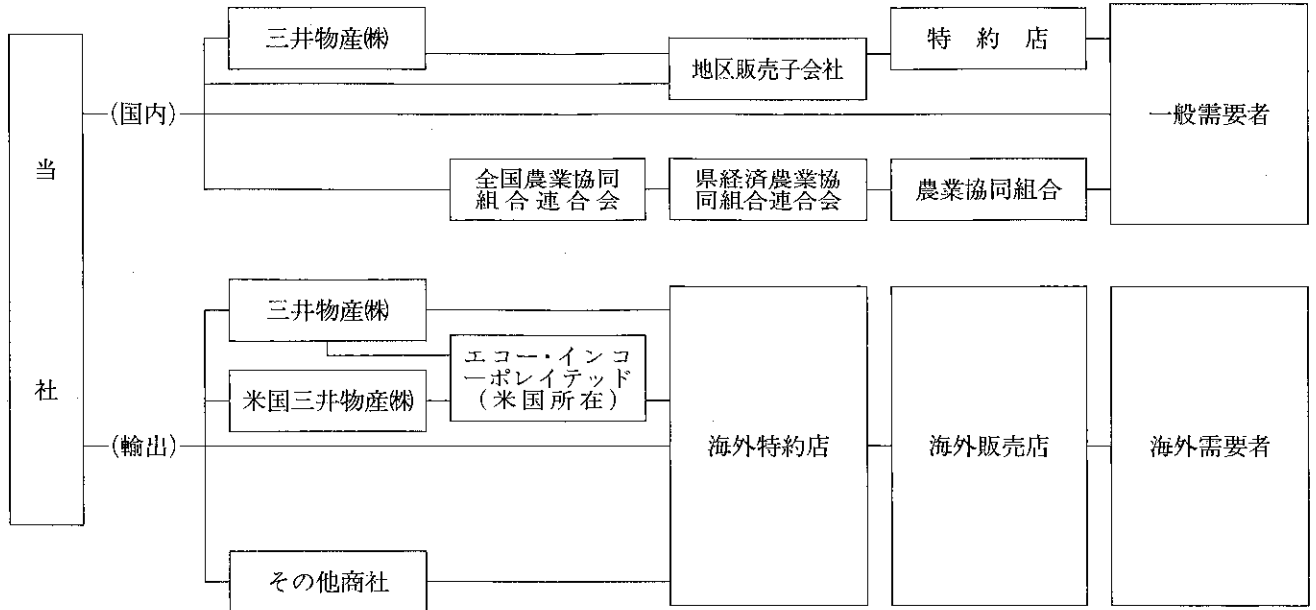 当社
(国内)
三井物産㈱
地区販売子会社
特約店
一般需要者
全国農業協同
組合連合会
県経済農業協
同組合連合会
農業協同組合
(輸出)
三井物産㈱
米国三井物産㈱
エコー・インコ
ーポレイテッド
(米国所在)
その他商社
海外特約店
海外販売店
海外需要者